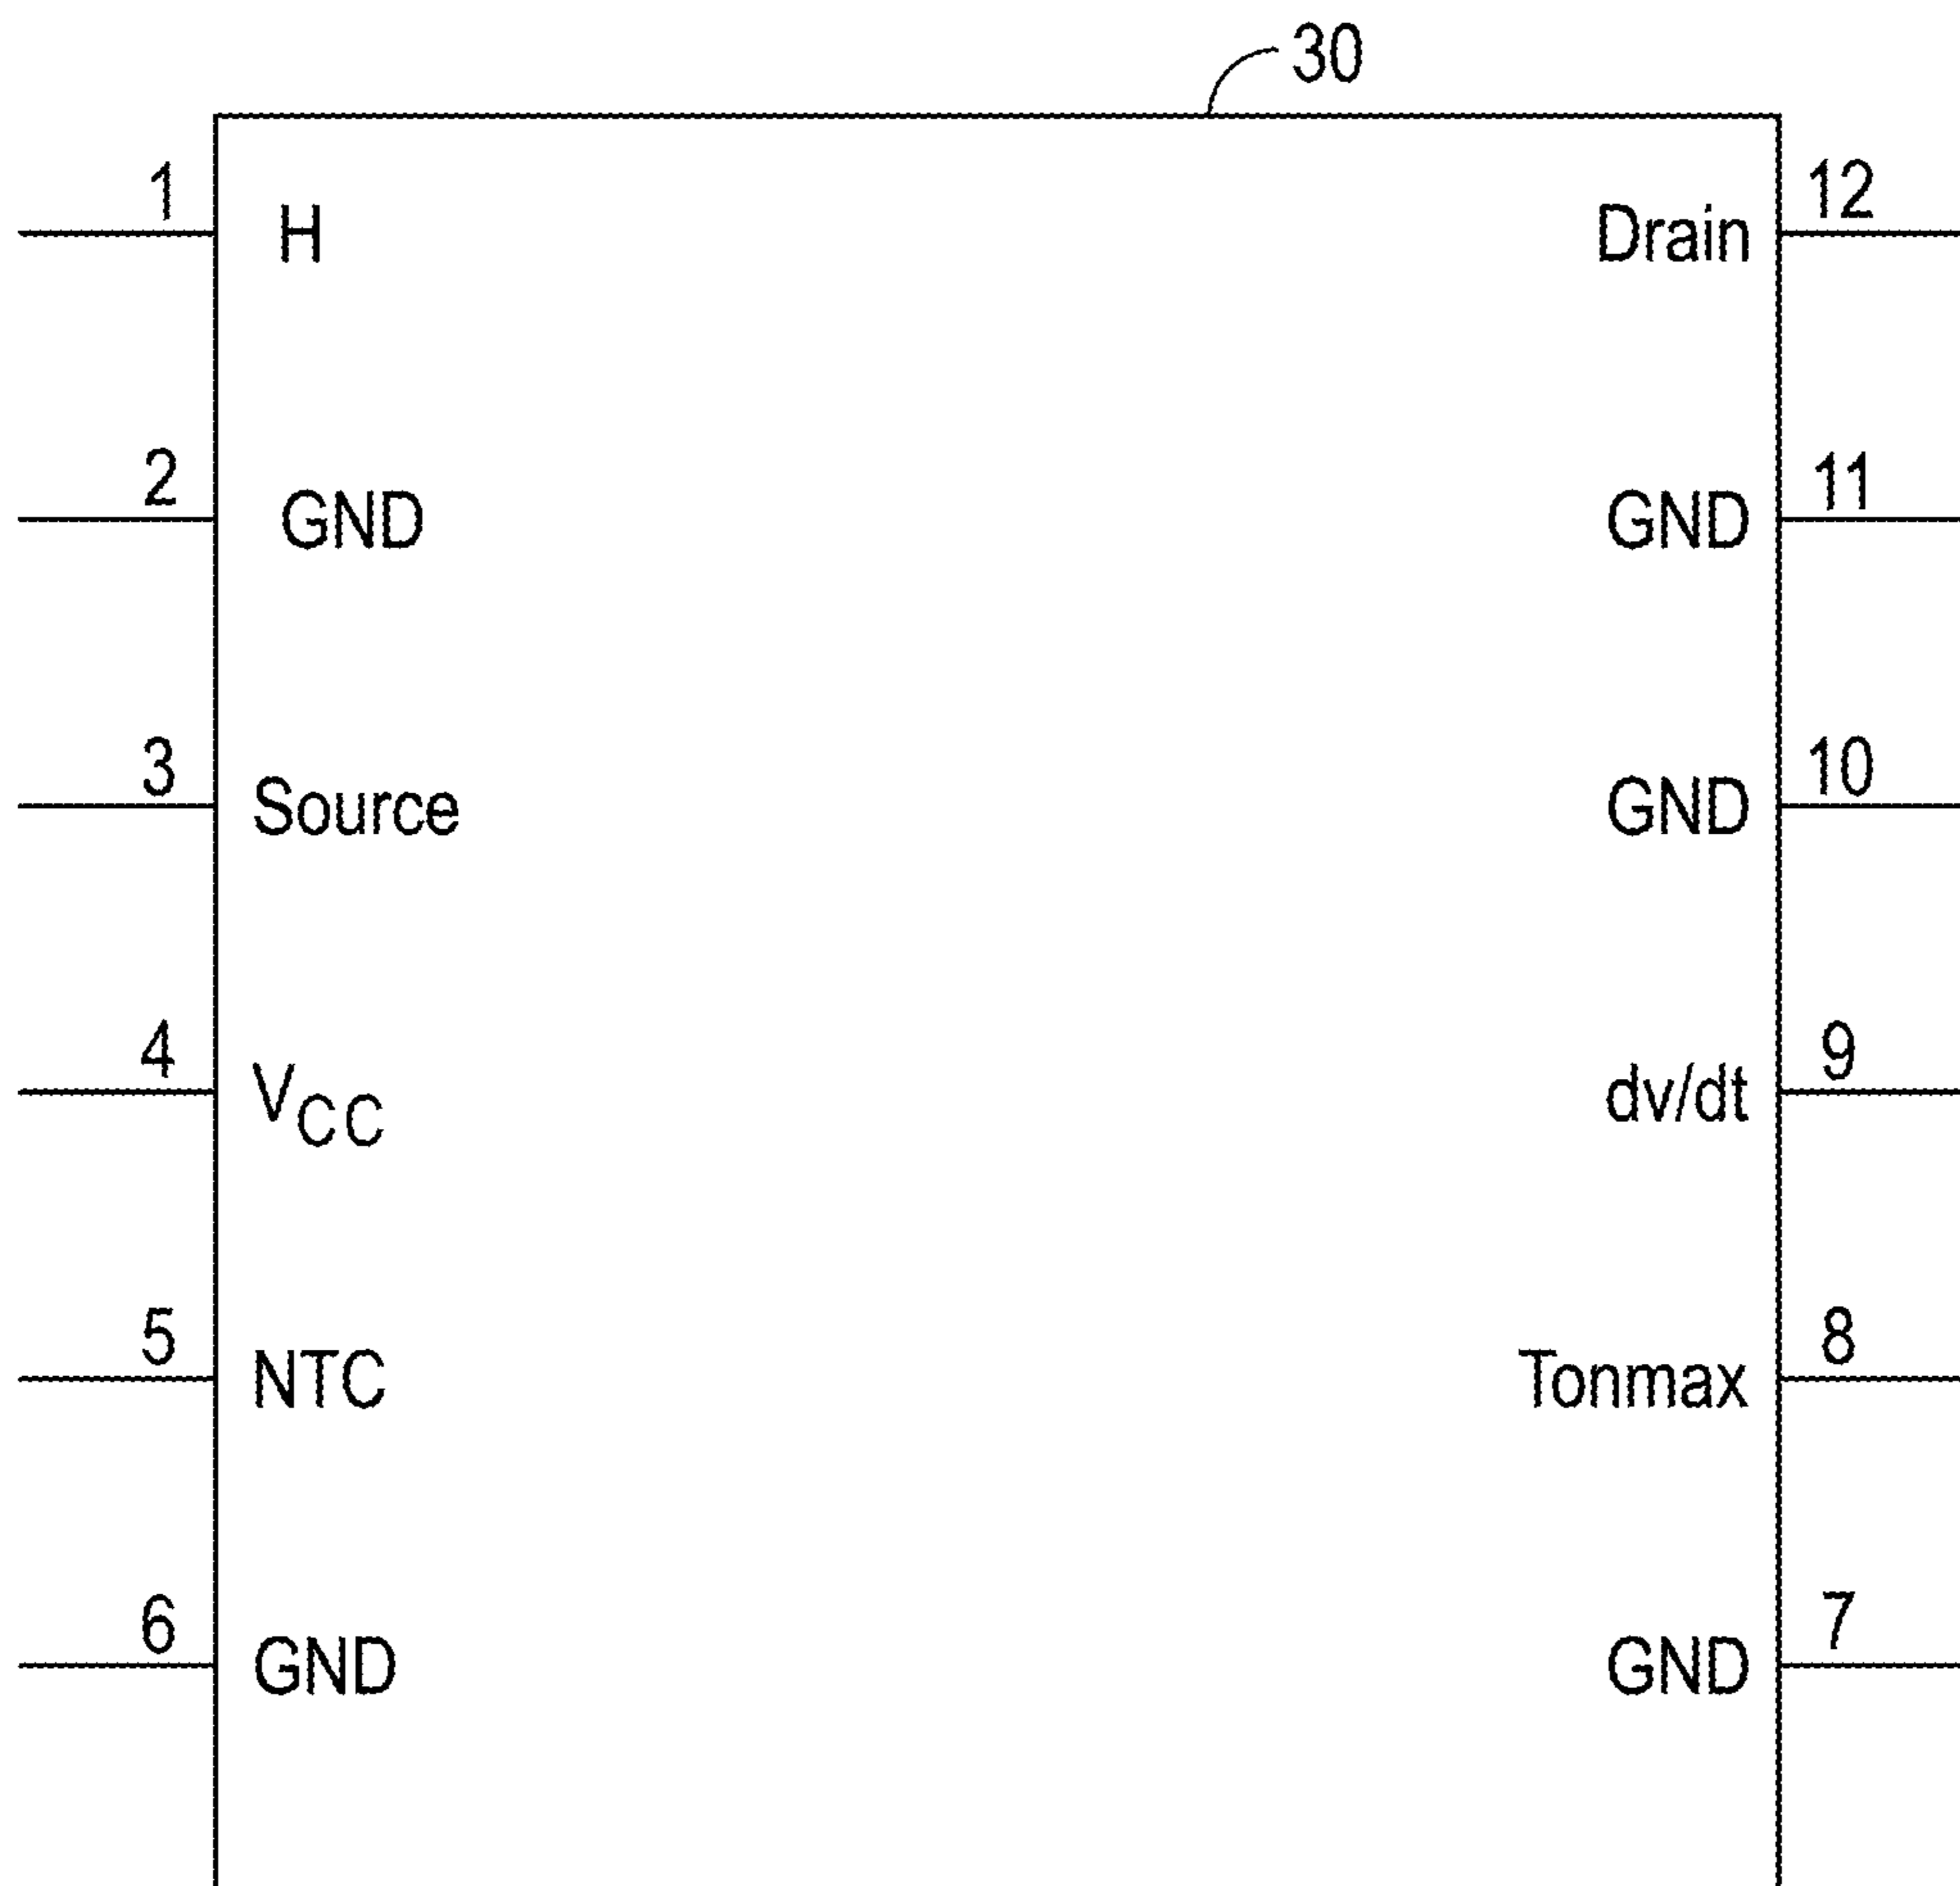 30
1 H Drain 12
2 GND GND 11
3 Source GND 10
4 VCC dv/dt 9
5 NTC Tonmax 8
6 GND GND 7